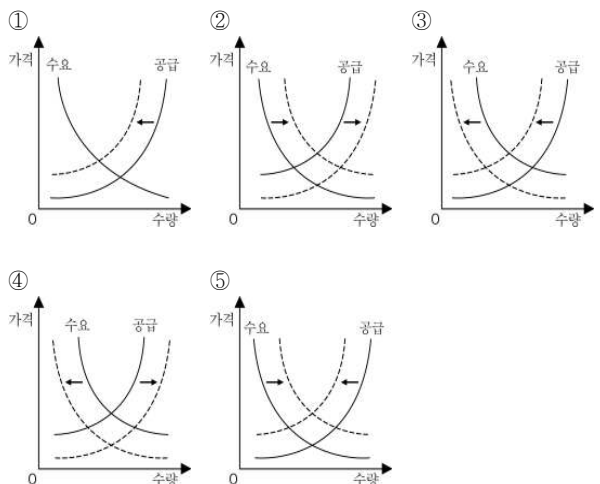 ① ② ③
가격 수요 공급 가격 수요 공급 가격 수요 공급
0 수량 0 수량 0 수량
④ ⑤
가격 수요 공급 가격 수요 공급
0 수량 0 수량